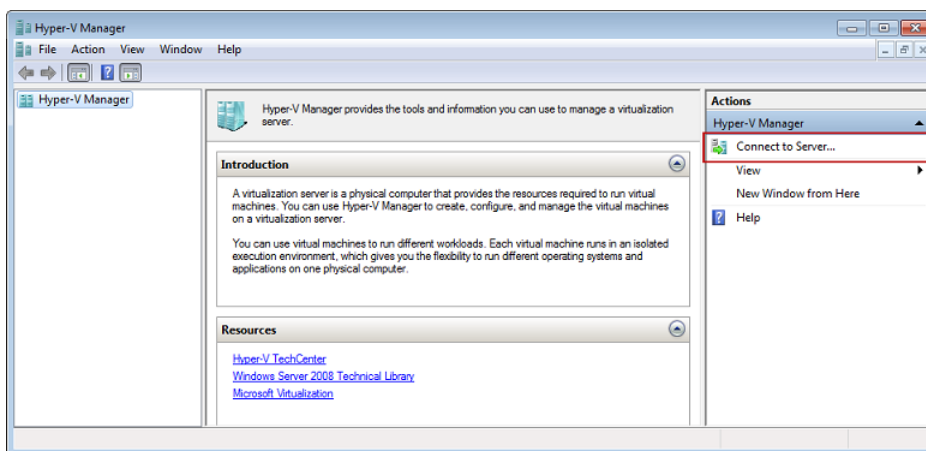 Hyper-V Manager
File Action View Window Help
Hyper-V Manager
Hyper-V Manager provides the tools and information you can use to manage a virtualization
server.
Introduction
A virtualization server is a physical computer that provides the resources required to run virtual
machines. You can use Hyper-V Manager to create, configure, and manage the virtual machines
on a virtualization server.
You can use virtual machines to run different workloads. Each virtual machine runs in an isolated
execution environment, which gives you the flexibility to run different operating systems and
applications on one physical computer.
Resources
Hyper-V TechCenter
Windows Server 2008 Technical Library
Microsoft Virtualization
Actions
Hyper-V Manager
Connect to Server...
View
New Window from Here
Help